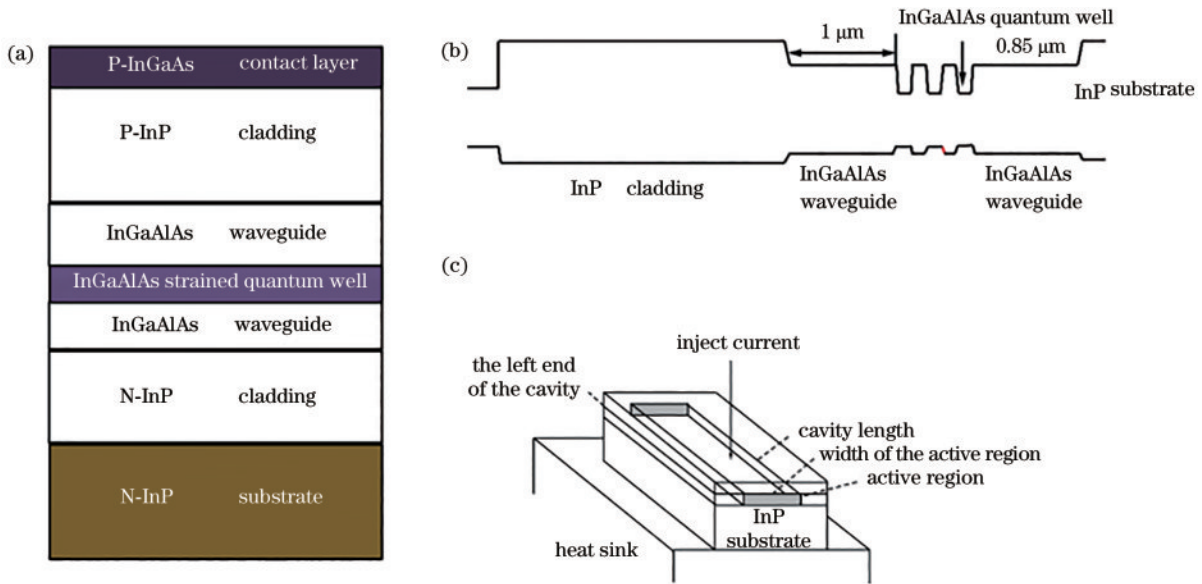 (a)
P-InGaAs contact layer
P-InP cladding
InGaAlAs waveguide
InGaAlAs strained quantum well
InGaAlAs waveguide
N-InP cladding
N-InP substrate
(b)
InGaAlAs quantum well
1 μm
0.85 μm
InP substrate
InP cladding
InGaAlAs
waveguide
InGaAlAs
waveguide
(c)
inject current
the left end
of the cavity
cavity length
width of the active region
active region
InP
substrate
heat sink